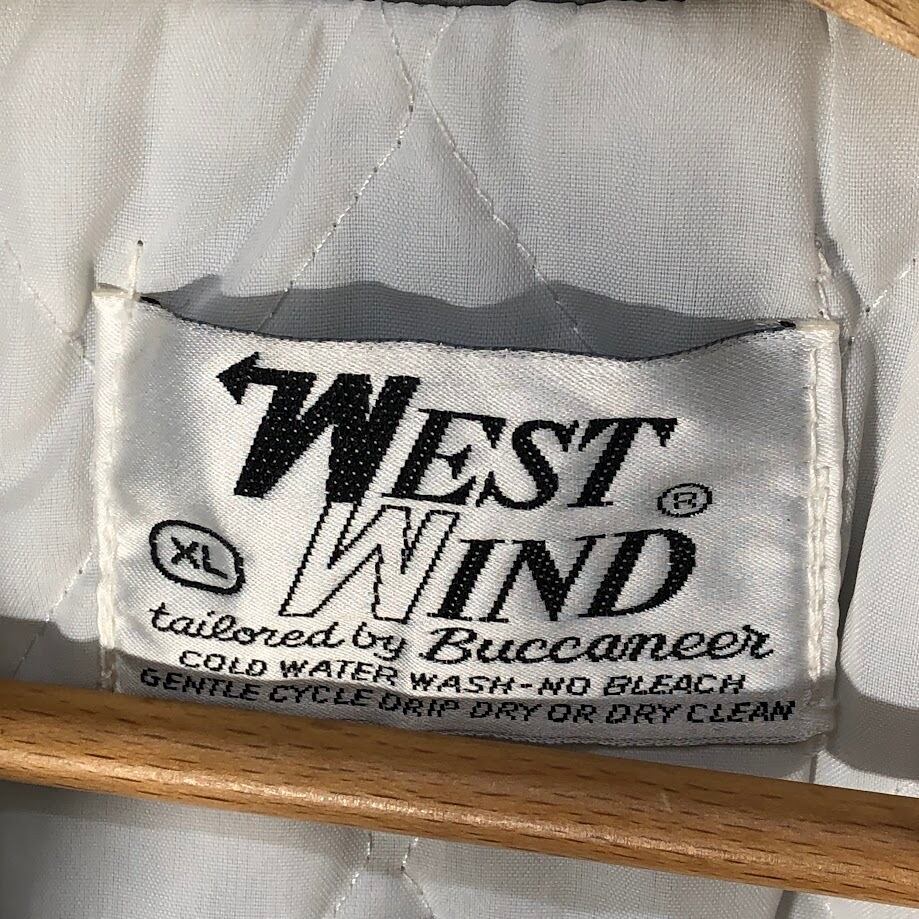 WEST
WIND ®
XL
tailored by Buccaneer
COLD WATER WASH-NO BLEACH
GENTLE CYCLE DRIP DRY OR DRY CLEAN